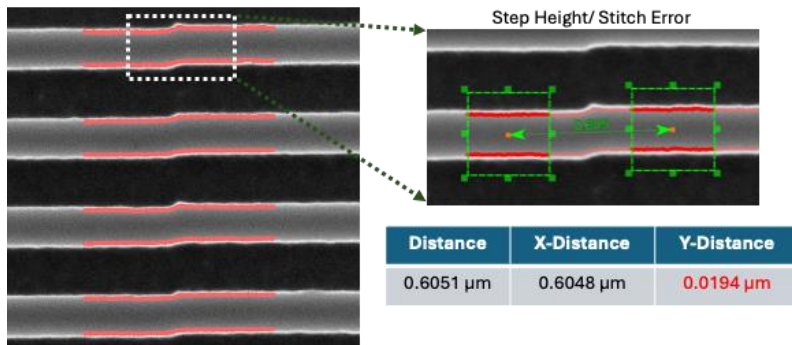 Step Height/ Stitch Error
Distance X-Distance Y-Distance
0.6051 µm 0.6048 µm 0.0194 µm